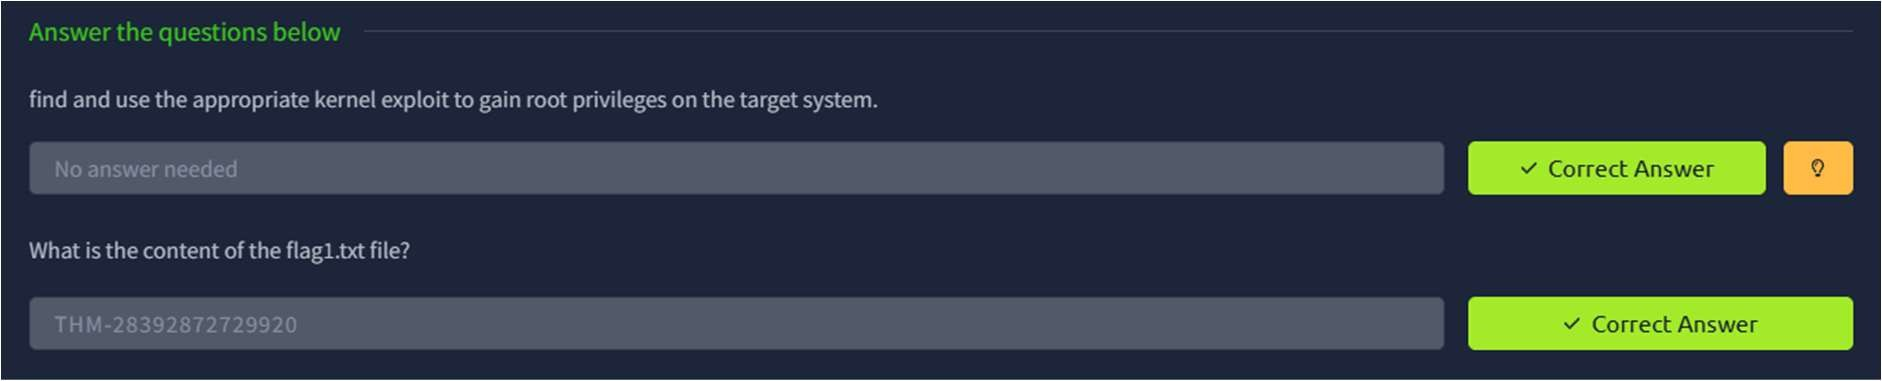 Answer the questions below
find and use the appropriate kernel exploit to gain root privileges on the target system.
No answer needed
Correct Answer
What is the content of the flag1.txt file?
THM-28392872729920
Correct Answer